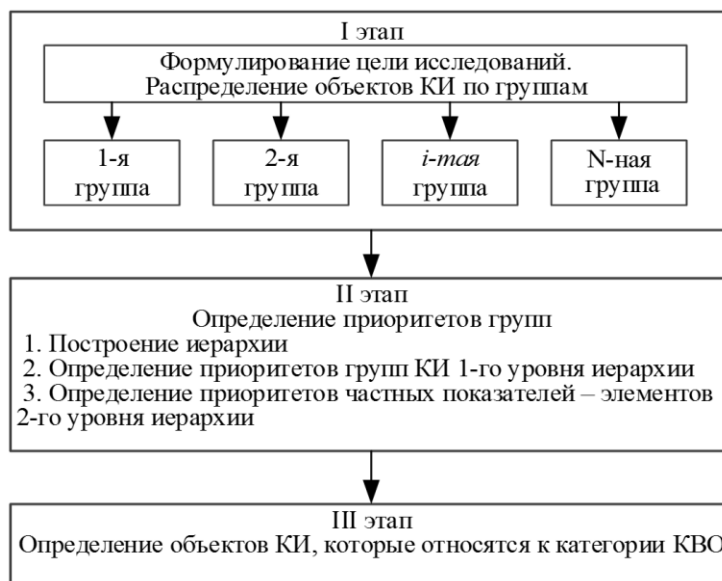 I этап
Формулирование цели исследований.
Распределение объектов КИ по группам
1-я
группа
2-я
группа
i-тая
группа
N-ная
группа
II этап
Определение приоритетов групп
1. Построение иерархии
2. Определение приоритетов групп КИ 1-го уровня иерархии
3. Определение приоритетов частных показателей – элементов
2-го уровня иерархии
III этап
Определение объектов КИ, которые относятся к категории КВО